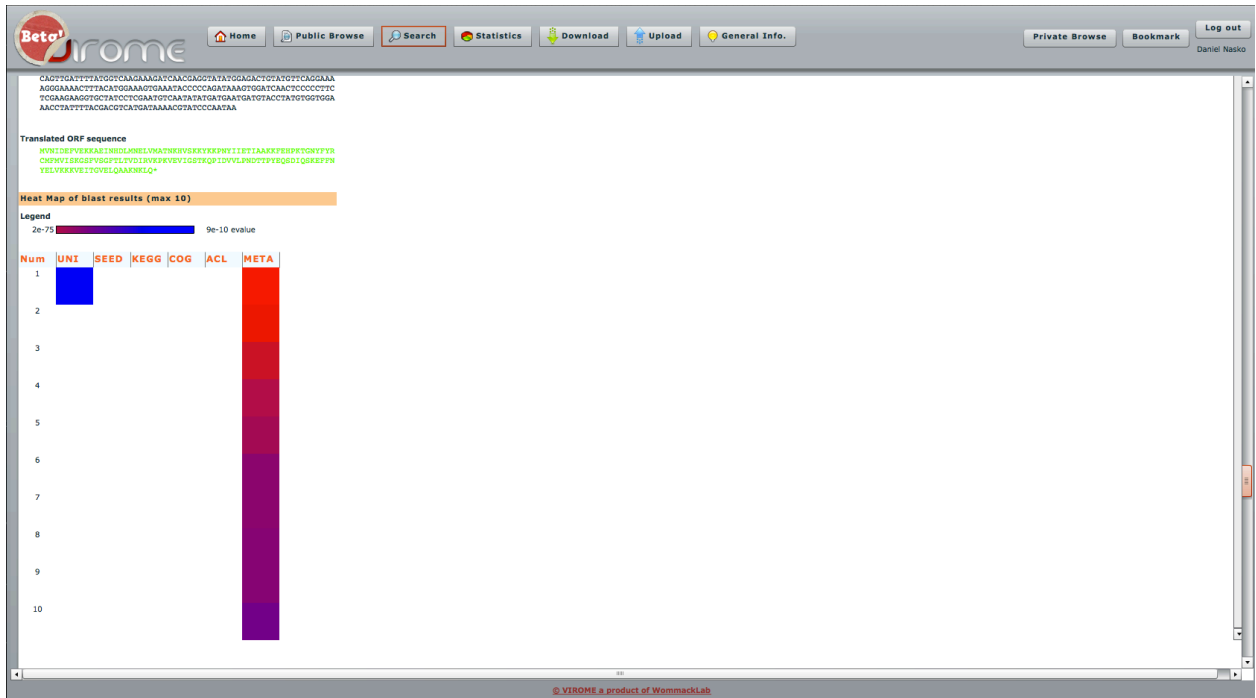 Beta!
Virome
Home
Public Browse
Search
Statistics
Download
Upload
General Info.
Private Browse
Bookmark
Log out
Daniel Nasko
CAGTTGATTTTATGGTCAAGAAAGATCAACGAGGTATATGGAGACTGTATGTTCAGGAAA
AGGGAAAACTTTACATGGAAAGTGAAATACCCCCAGATAAAGTGGATCAACTCCCCCTTC
TCGAAGAAGGTGCTATCCTCGAATGTCAATATATGATGAATGATGTACCTATGTGGTGGA
AACCTATTTTACGACGTCATGATAAAACGTATCCCAATAA
Translated ORF sequence
Heat Map of blast results (max 10)
Legend
2e-75
9e-10 evalue
Num UNI SEED KEGG COG ACL META
1
2
3
4
5
6
7
8
9
10
© VIROME a product of WommackLab